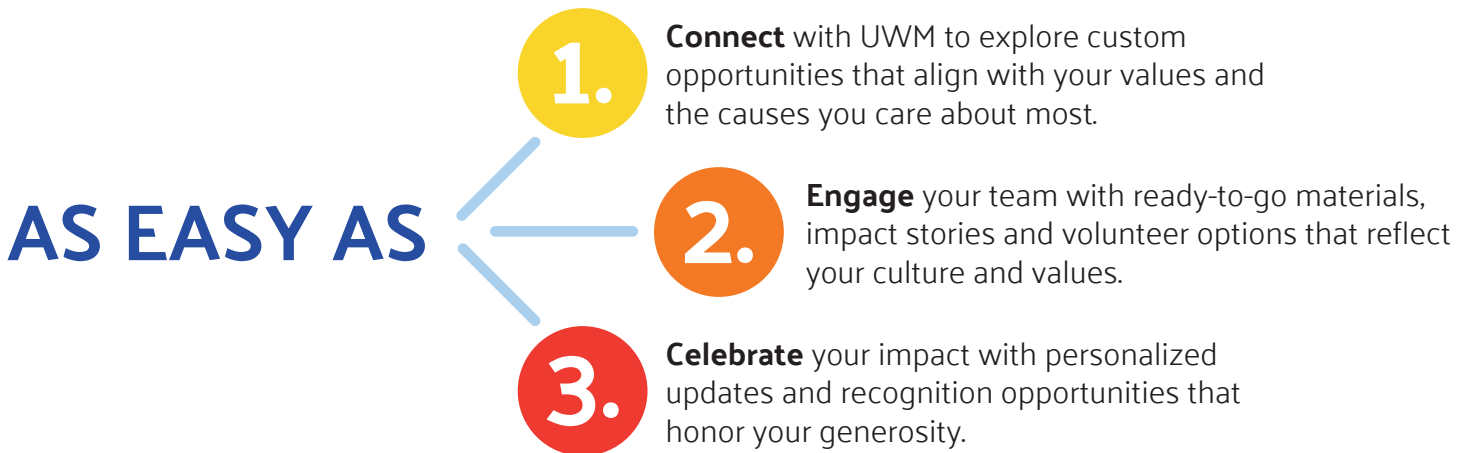 AS EASY AS
1.
Connect with UWM to explore custom
opportunities that align with your values and
the causes you care about most.
2.
Engage your team with ready-to-go materials,
impact stories and volunteer options that reflect
your culture and values.
3.
Celebrate your impact with personalized
updates and recognition opportunities that
honor your generosity.